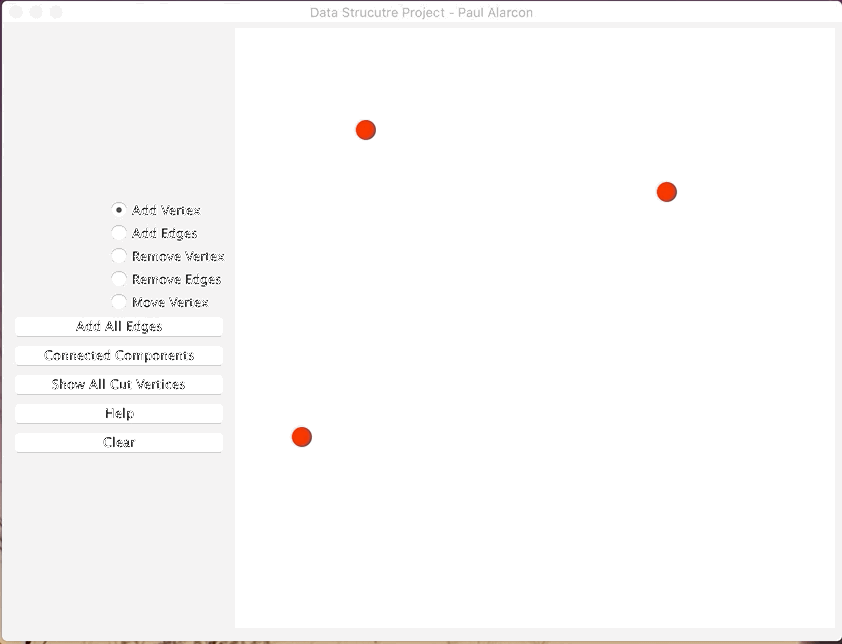 Data Strucutre Project - Paul Alarcon
Add Vertex
Add Edges
Remove Vertex
Remove Edges
Move Vertex
Add All Edges
Connected Components
Show All Cut Vertices
Help
Clear